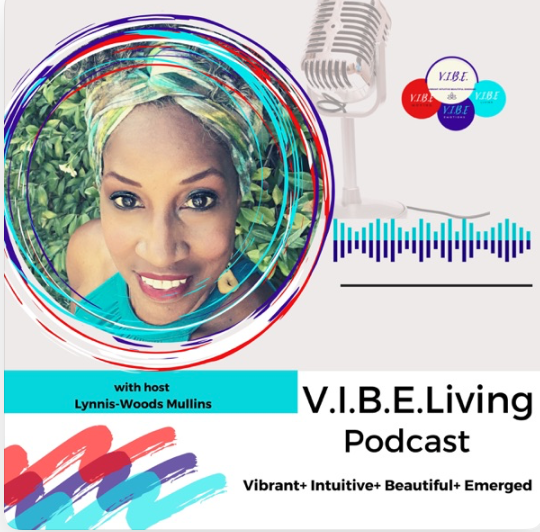 V.I.B.E.
V.I.B.E
V.I.B.E
V.I.B.E
with host
Lynnis-Woods Mullins
V.I.B.E.Living
Podcast
Vibrant+ Intuitive+ Beautiful+ Emerged